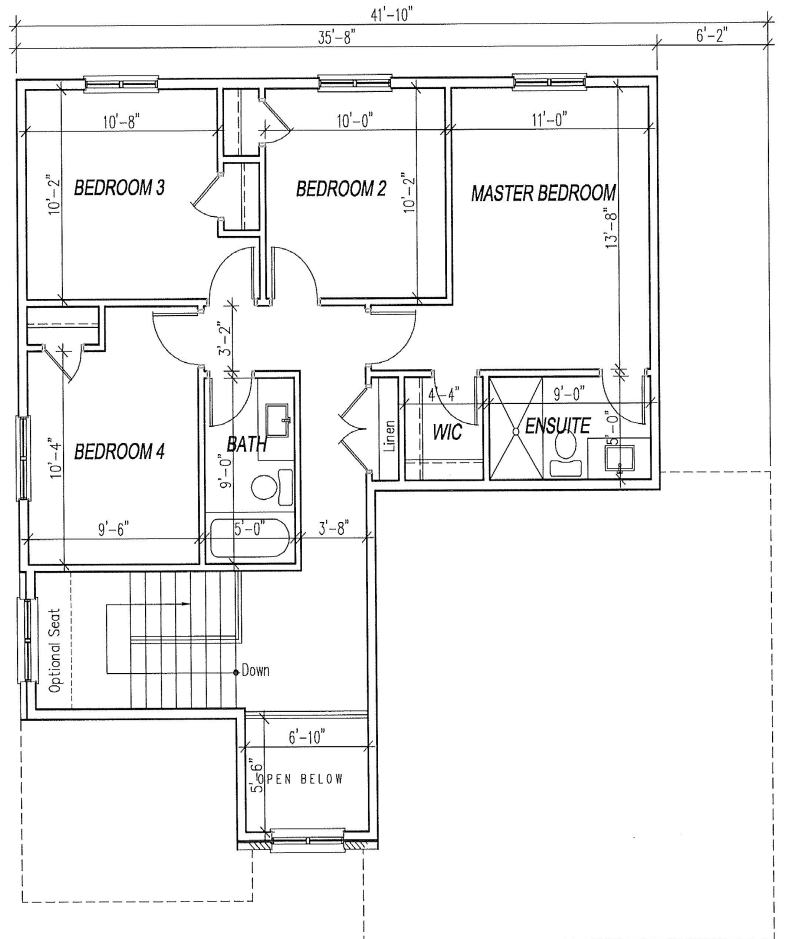 41'-10"
35'-8"
6'-2"
10'-8"
10'-0"
11'-0"
10'-2"
BEDROOM 3
BEDROOM 2
10'-2"
MASTER BEDROOM
13'-8"
3'-2"
4'-4"
9'-0"
BEDROOM 4
10'-4"
BATH
9'-0"
Linen
WIC
ENSUITE
5'-0"
9'-6"
5'-0"
3'-8"
Optional Seat
Down
6'-10"
5'-6"
OPEN BELOW